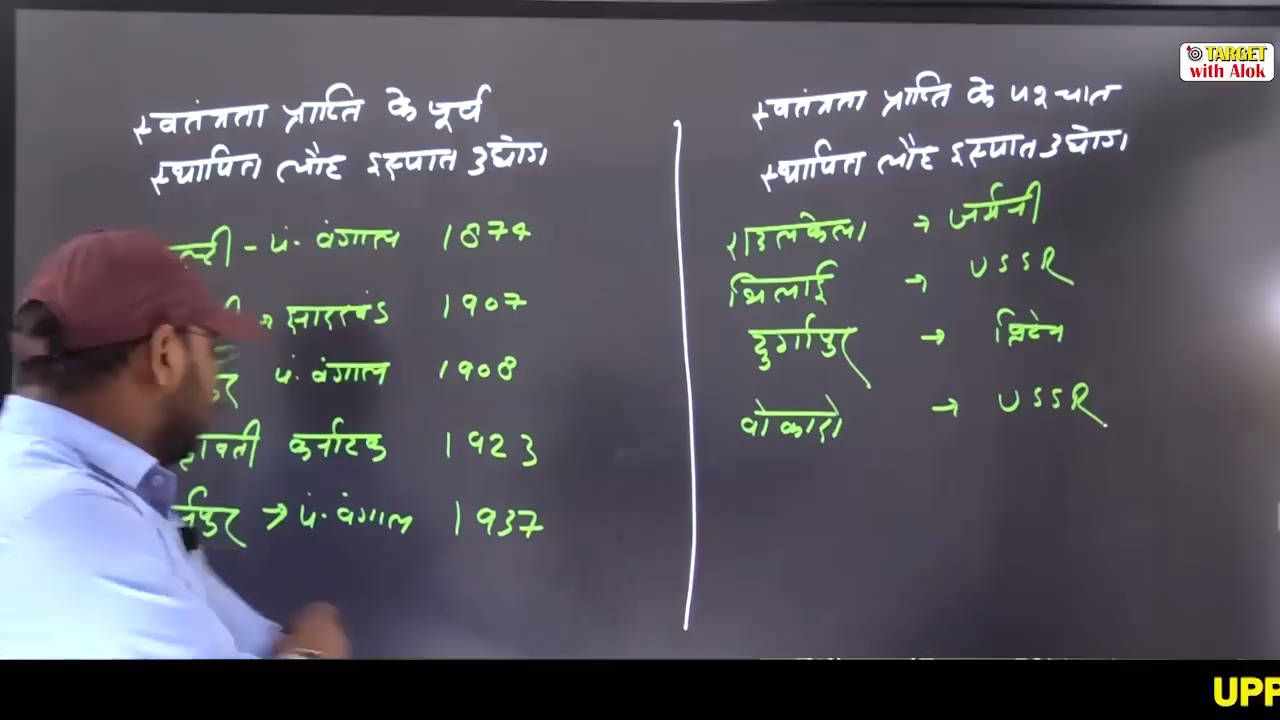 स्वतंत्रता प्राप्ति के पूर्व
स्थापित लौह इस्पात उद्योग
पं. बंगाल 1874
झारखंड 1907
पं. बंगाल 1908
कर्नाटक 1923
→ पं. बंगाल 1937
स्वतंत्रता प्राप्ति के पश्चात
स्थापित लौह इस्पात उद्योग
राउलकेला → जर्मनी
भिलाई → USSR
दुर्गापुर → ब्रिटेन
बोकारो → USSR
TARGET
with Alok
UPP